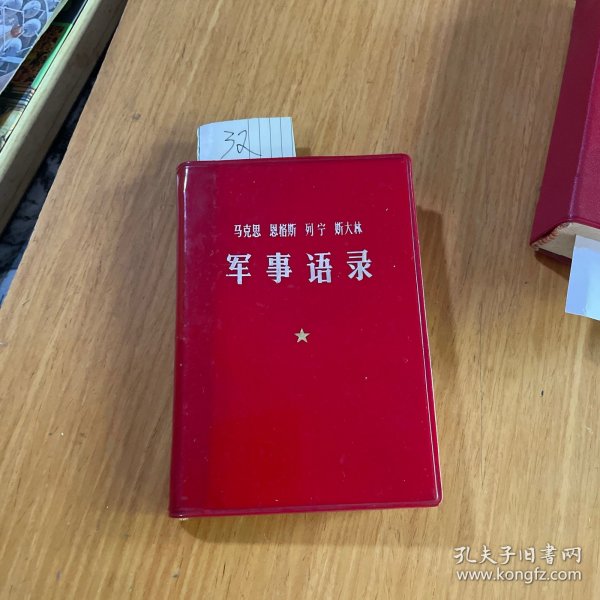 32
马克思 恩格斯 列宁 斯大林
军事语录
孔夫子旧书网
www.kongfz.com